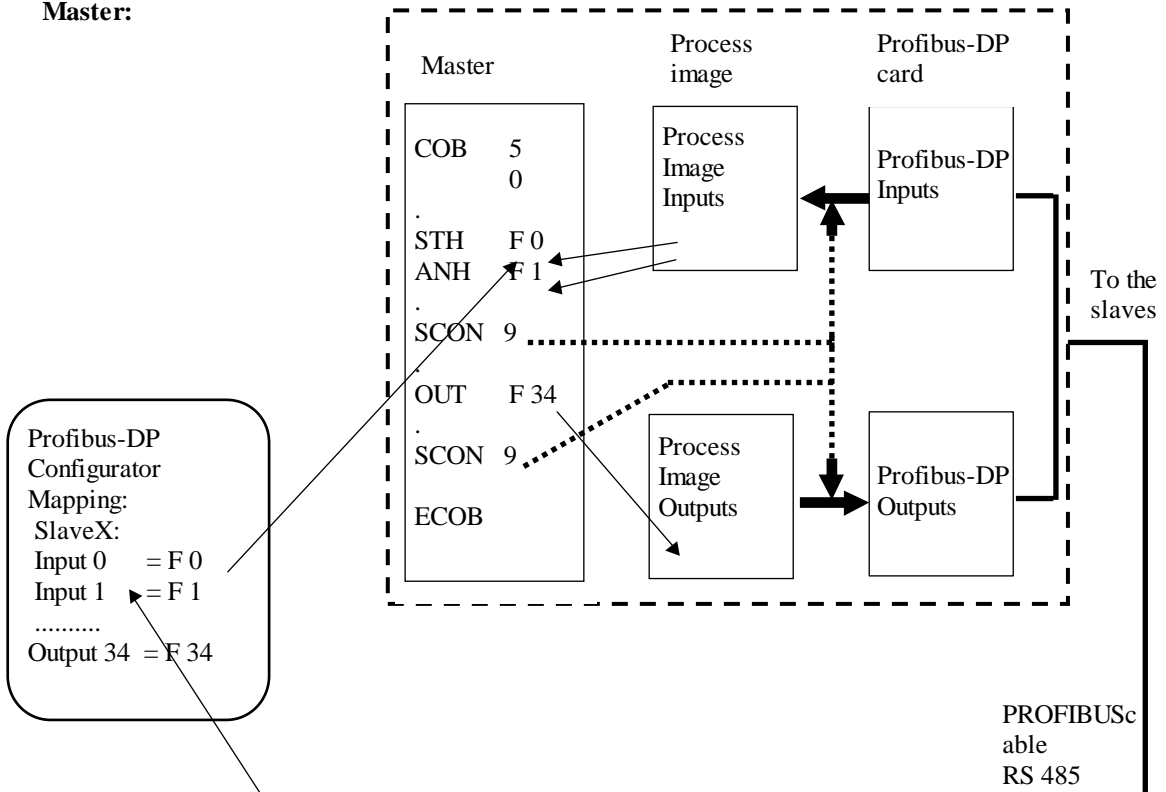 Master:
Master
Process
image
Profibus-DP
card
COB 5
0
.
STH F 0
ANH F 1
.
SCON 9
.
OUT F 34
.
SCON 9
ECOB
Process
Image
Inputs
Profibus-DP
Inputs
Process
Image
Outputs
Profibus-DP
Outputs
To the
slaves
Profibus-DP
Configurator
Mapping:
SlaveX:
Input 0 = F 0
Input 1 = F 1
..........
Output 34 = F 34
PROFIBUSc
able
RS 485